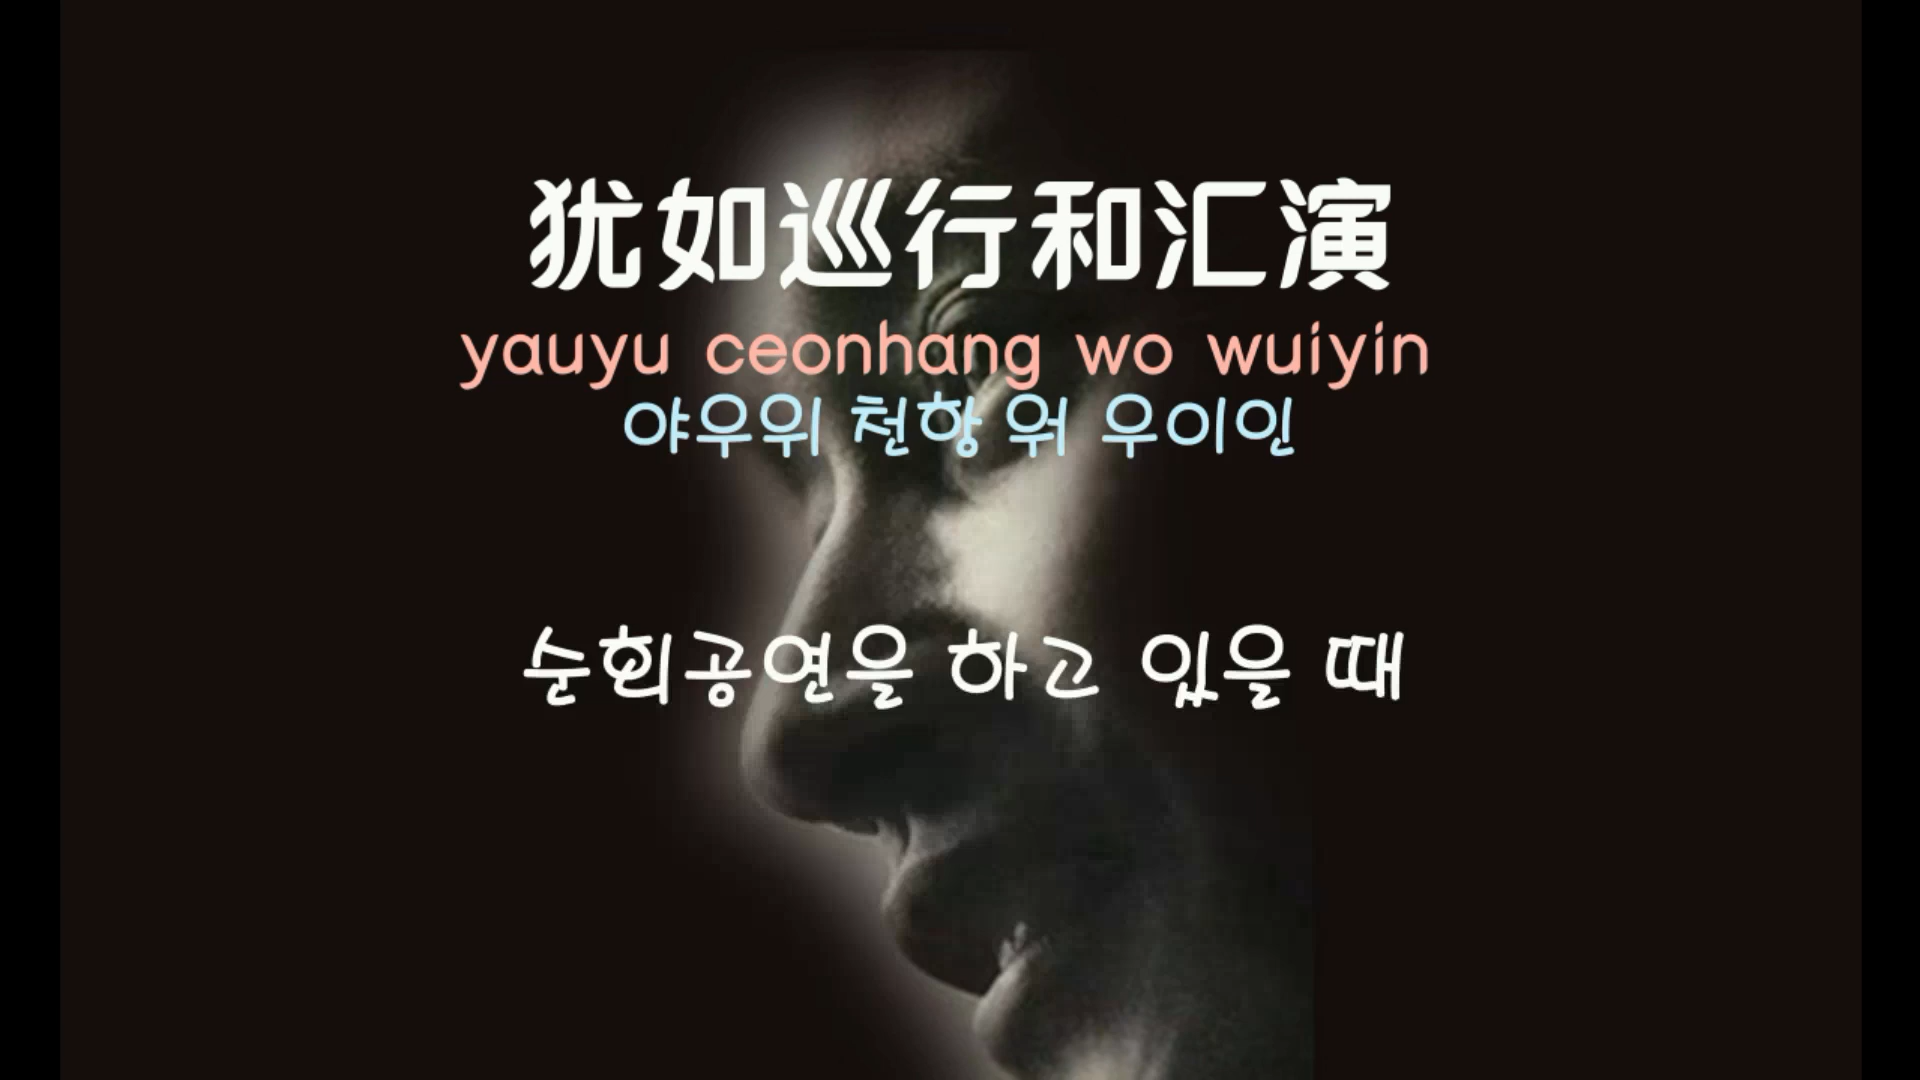 犹如巡行和汇演
yauyu ceonhang wo wuiyin
야우위 천항 워 우이인
순회공연을 하고 있을 때